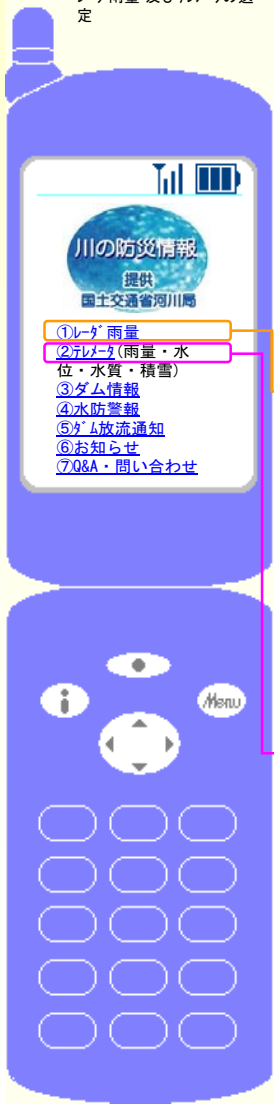 定
川の防災情報
提供
国土交通省河川局
①ﾚｰﾀﾞ雨量
②ﾃﾚﾒｰﾀ(雨量・水
位・水質・積雪)
③ダム情報
④水防警報
⑤ﾀﾞﾑ放流通知
⑥お知らせ
⑦Q&A・問い合わせ
i
Menu